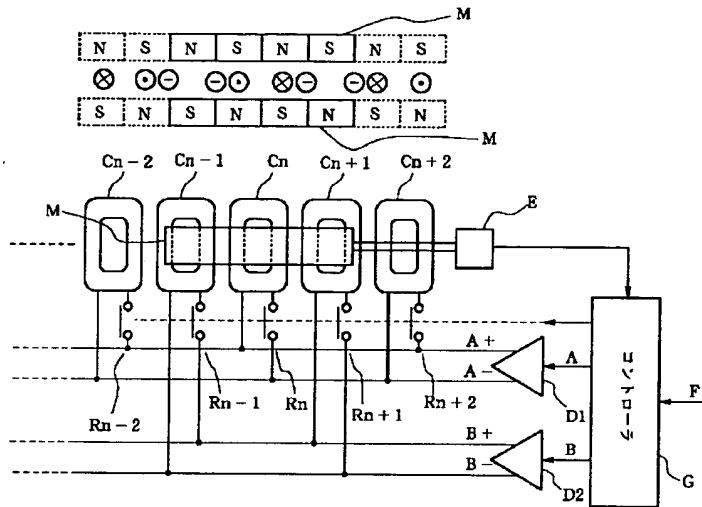 M
N S N S N S N S
S N S N S N S N
M
Cn-2 Cn-1 Cn Cn+1 Cn+2
M
E
A+
A-
A
D1
Rn-2 Rn-1 Rn Rn+1 Rn+2
B+
B-
B
D2
コントローラ
F
G